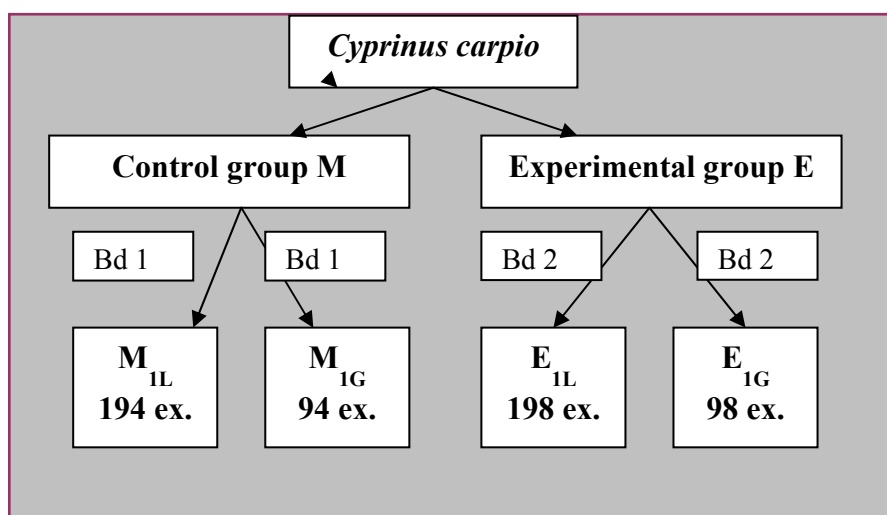 Cyprinus carpio
Control group M
Experimental group E
Bd 1
Bd 1
Bd 2
Bd 2
M1L
194 ex.
M1G
94 ex.
E1L
198 ex.
E1G
98 ex.